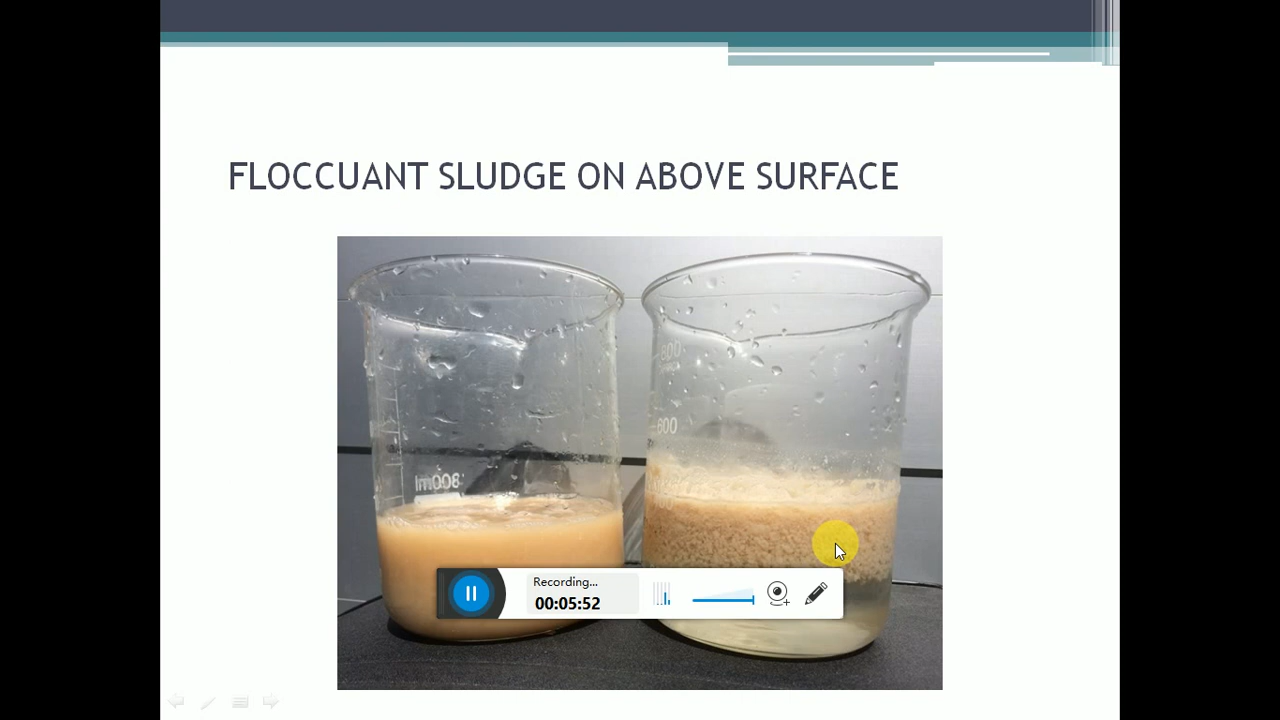 FLOCCUANT SLUDGE ON ABOVE SURFACE
800
600
800ml
Recording...
00:05:52